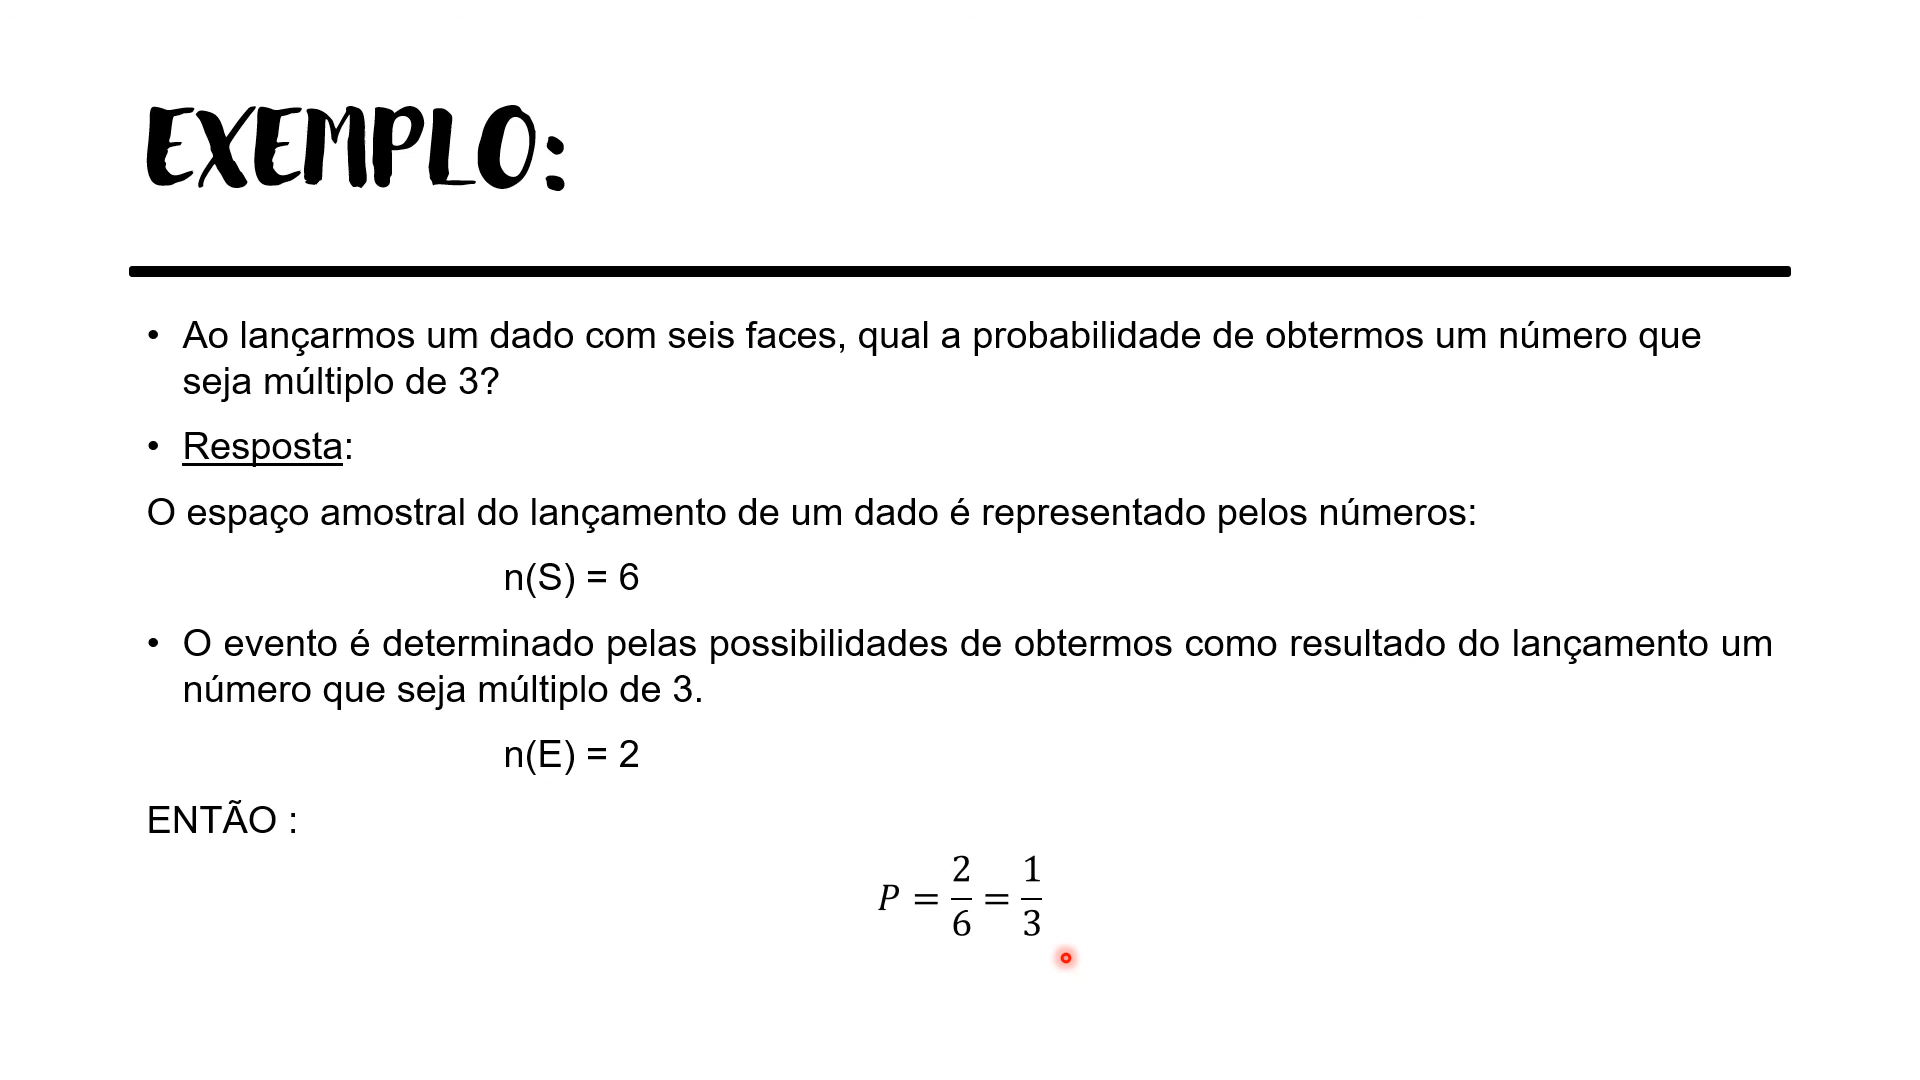 EXEMPLO:
• Ao lançarmos um dado com seis faces, qual a probabilidade de obtermos um número que
seja múltiplo de 3?
• Resposta:
O espaço amostral do lançamento de um dado é representado pelos números:
n(S) = 6
• O evento é determinado pelas possibilidades de obtermos como resultado do lançamento um
número que seja múltiplo de 3.
n(E) = 2
ENTÃO :
P = 2/6 = 1/3